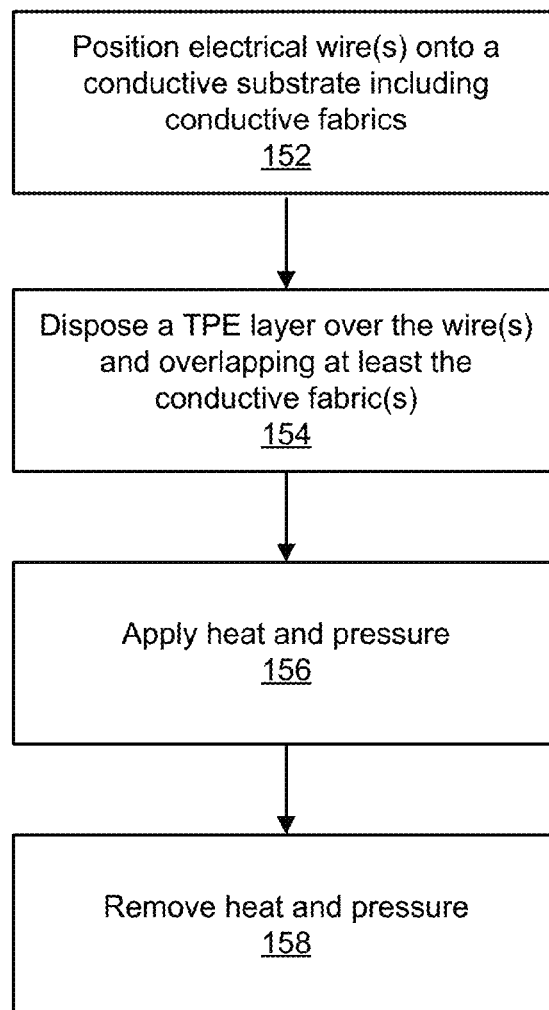 Position electrical wire(s) onto a
conductive substrate including
conductive fabrics
152
Dispose a TPE layer over the wire(s)
and overlapping at least the
conductive fabric(s)
154
Apply heat and pressure
156
Remove heat and pressure
158